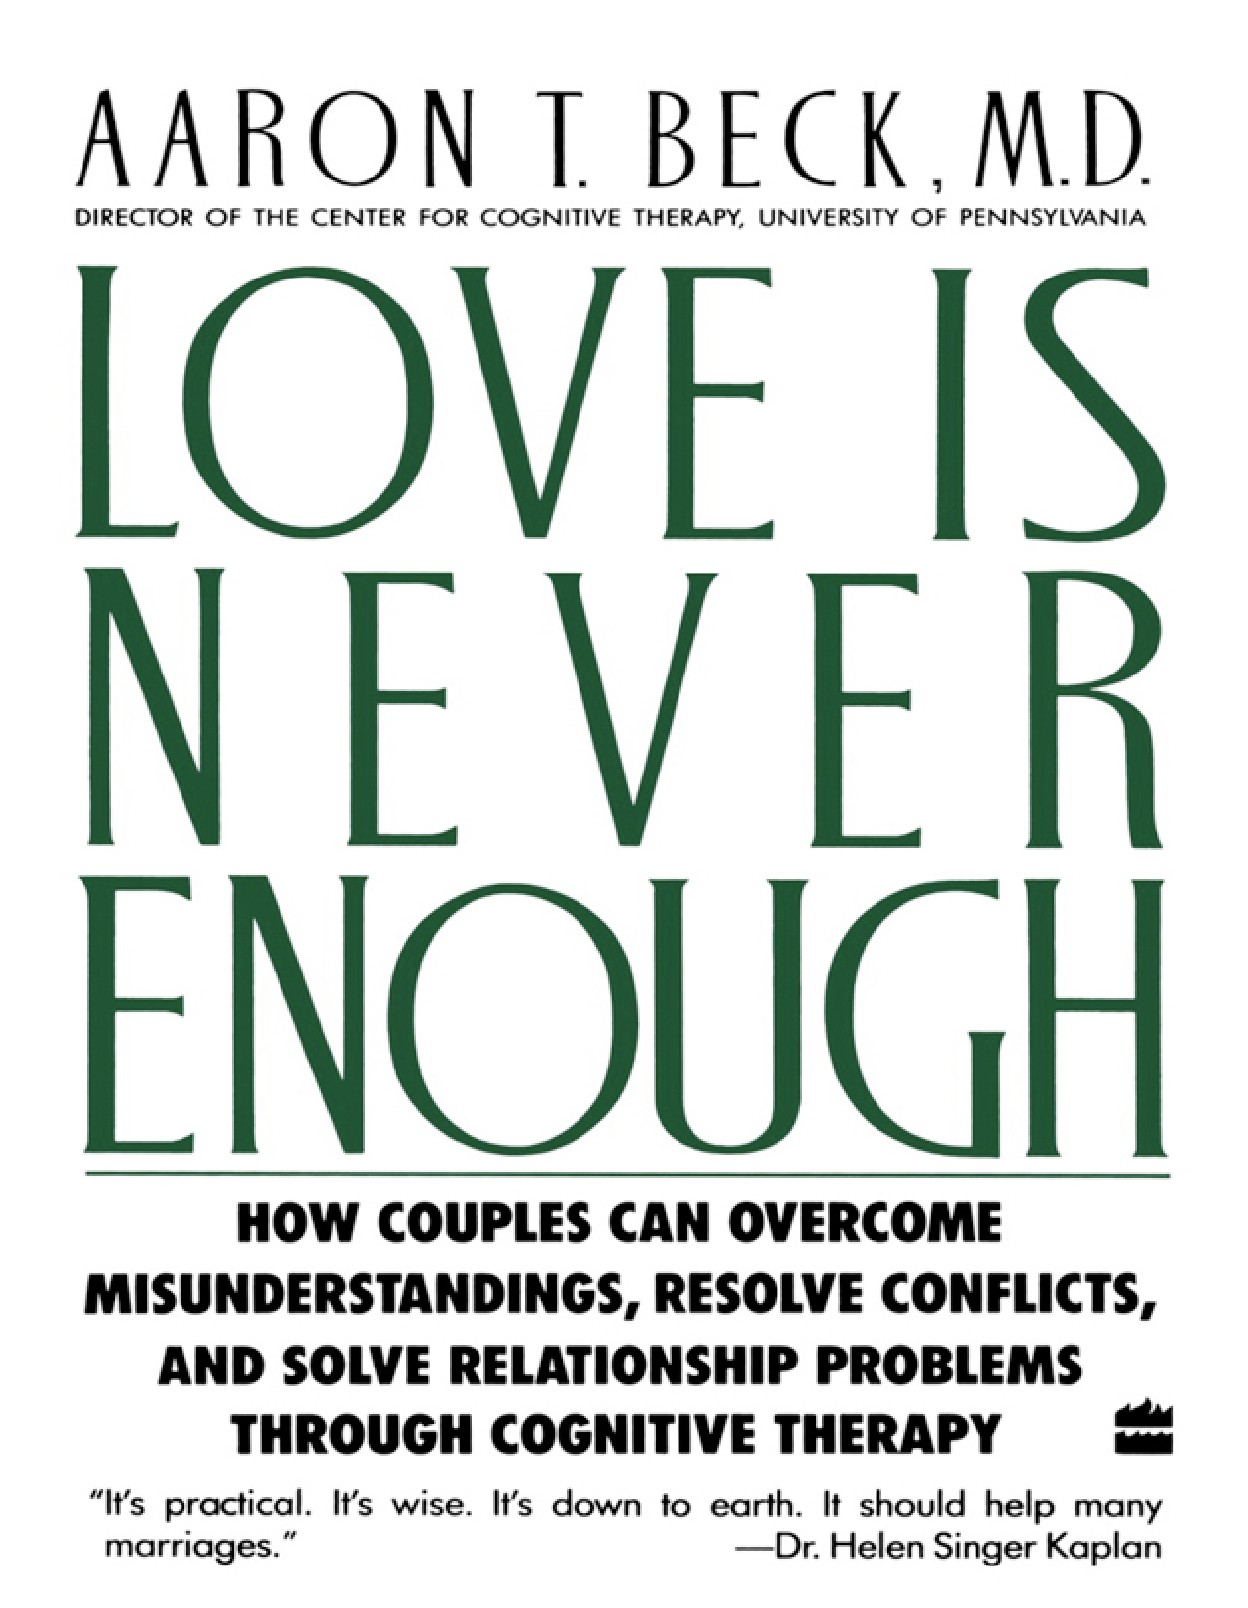 AARON T. BECK, M.D.
DIRECTOR OF THE CENTER FOR COGNITIVE THERAPY, UNIVERSITY OF PENNSYLVANIA
LOVE IS
NEVER
ENOUGH
HOW COUPLES CAN OVERCOME
MISUNDERSTANDINGS, RESOLVE CONFLICTS,
AND SOLVE RELATIONSHIP PROBLEMS
THROUGH COGNITIVE THERAPY
“It’s practical. It’s wise. It’s down to earth. It should help many
marriages.” —Dr. Helen Singer Kaplan